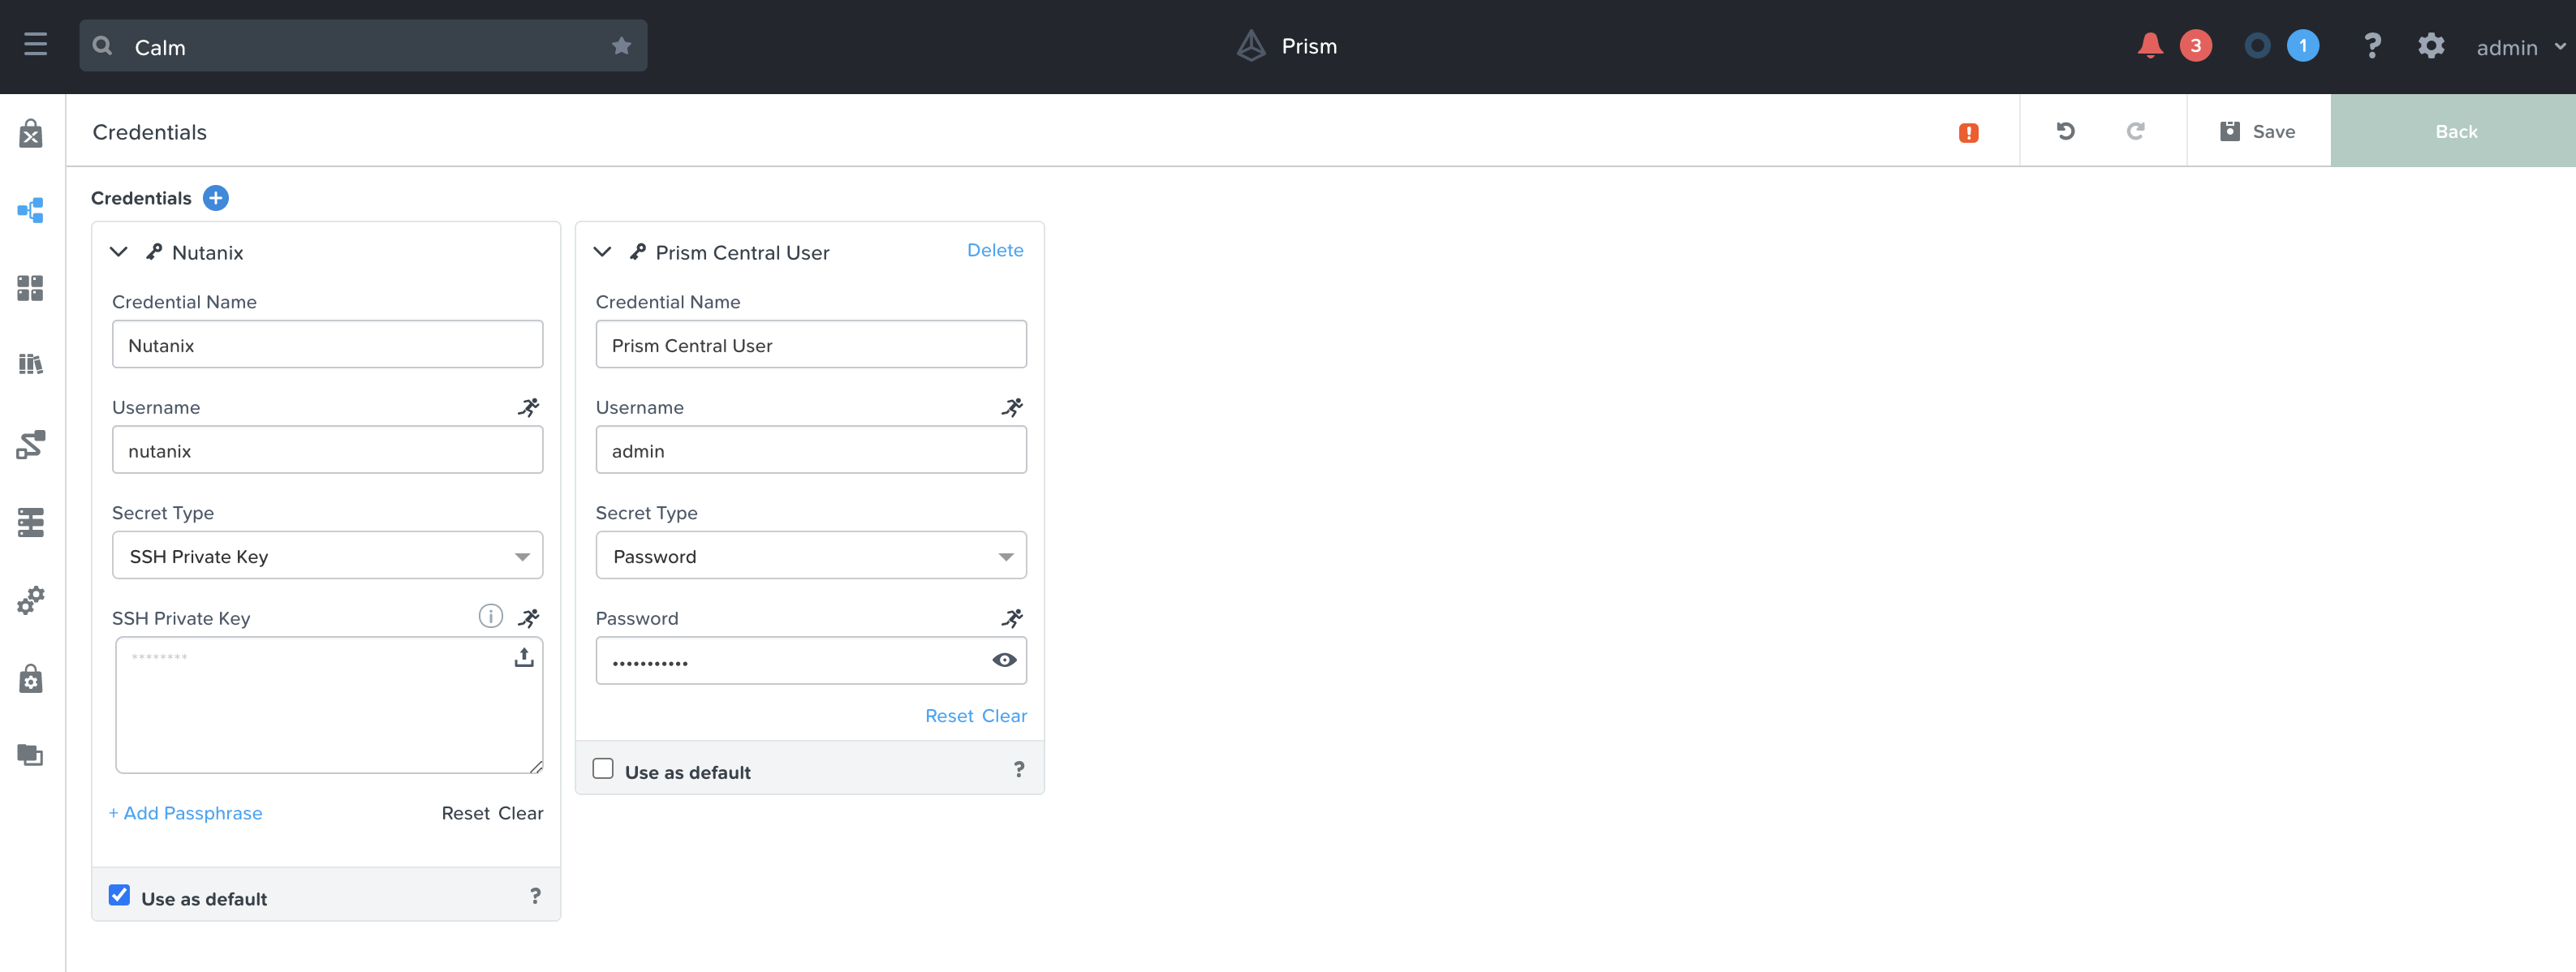 Calm
Prism
3
1
?
admin
Credentials
!
Save
Back
Credentials +
Nutanix
Credential Name
Nutanix
Username
nutanix
Secret Type
SSH Private Key
SSH Private Key
i
********
+ Add Passphrase
Reset Clear
Use as default
?
Prism Central User
Delete
Credential Name
Prism Central User
Username
admin
Secret Type
Password
Password
•••••••••••
Reset Clear
Use as default
?